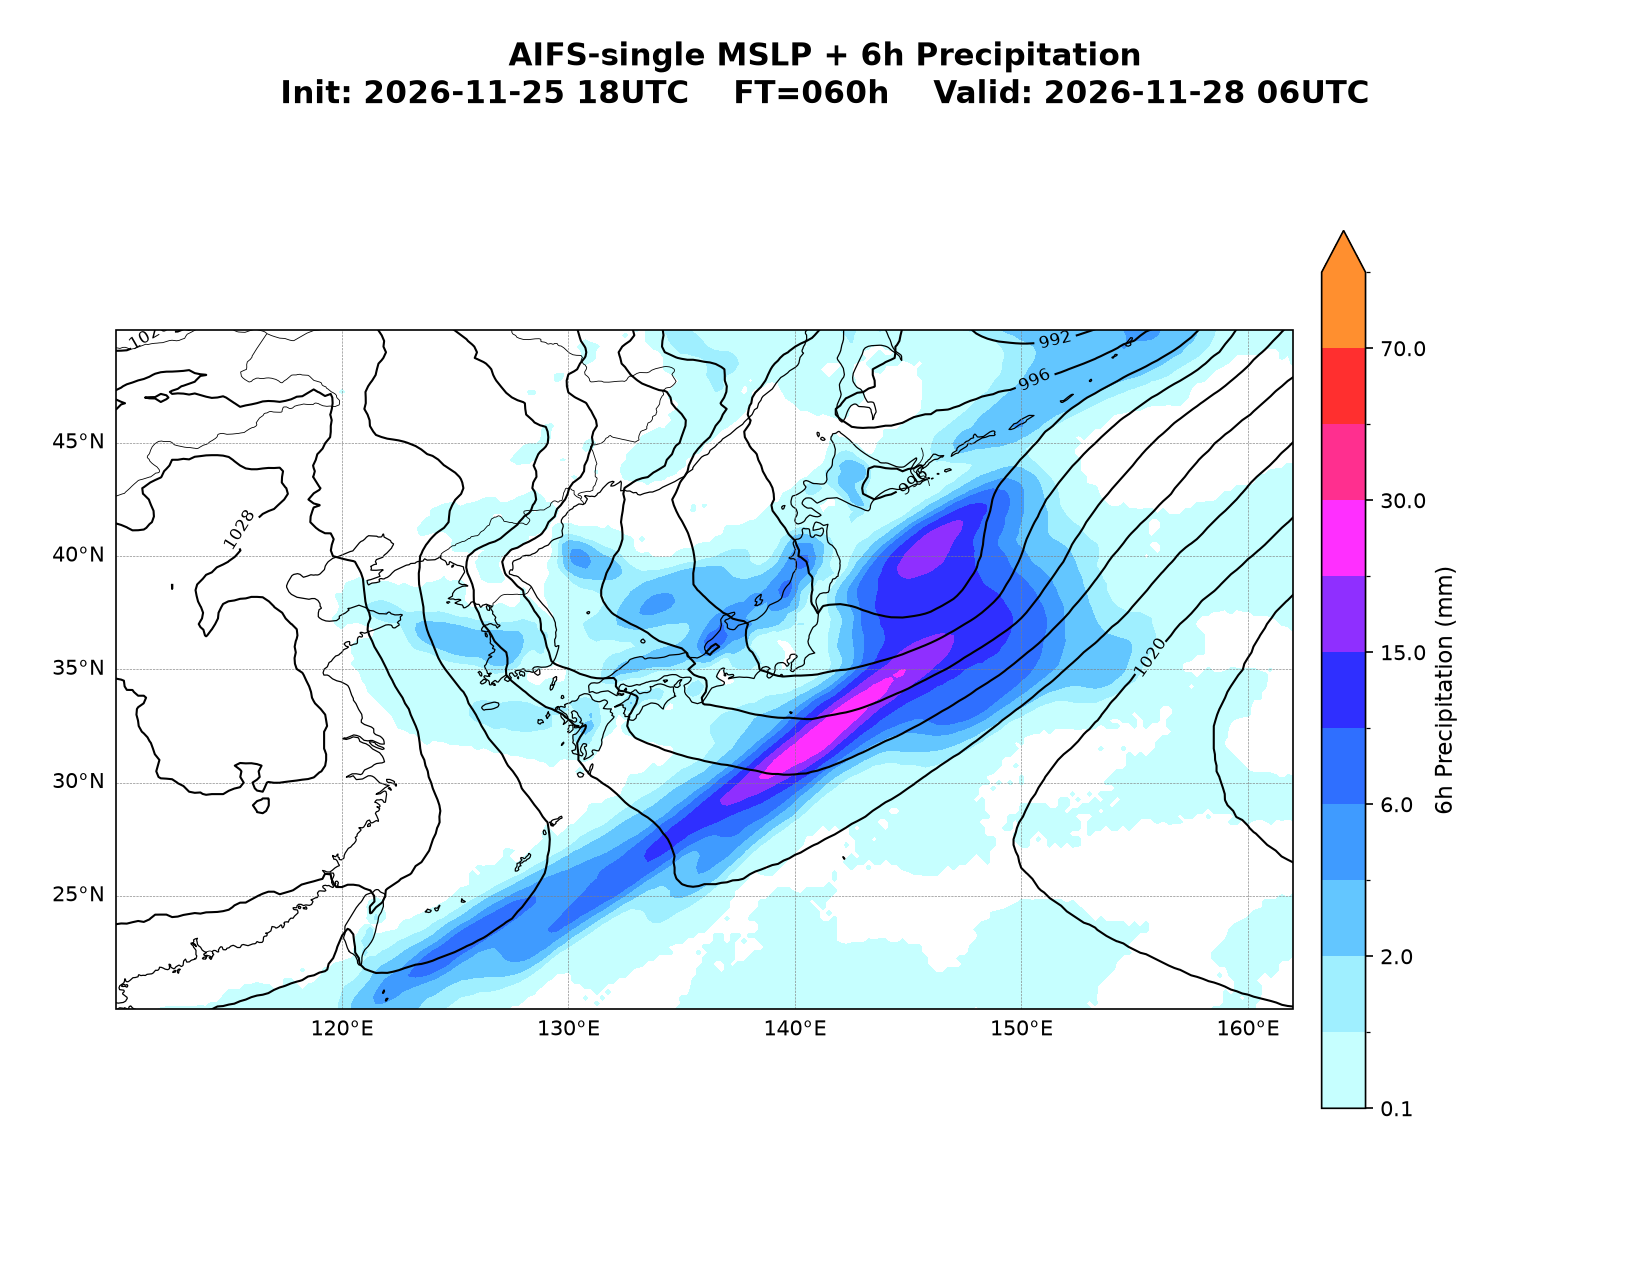 AIFS-single MSLP + 6h Precipitation
Init: 2026-11-25 18UTC    FT=060h    Valid: 2026-11-28 06UTC
992
996
996
1028
1020
45°N
40°N
35°N
30°N
25°N
120°E
130°E
140°E
150°E
160°E
70.0
30.0
15.0
6.0
2.0
0.1
6h Precipitation (mm)